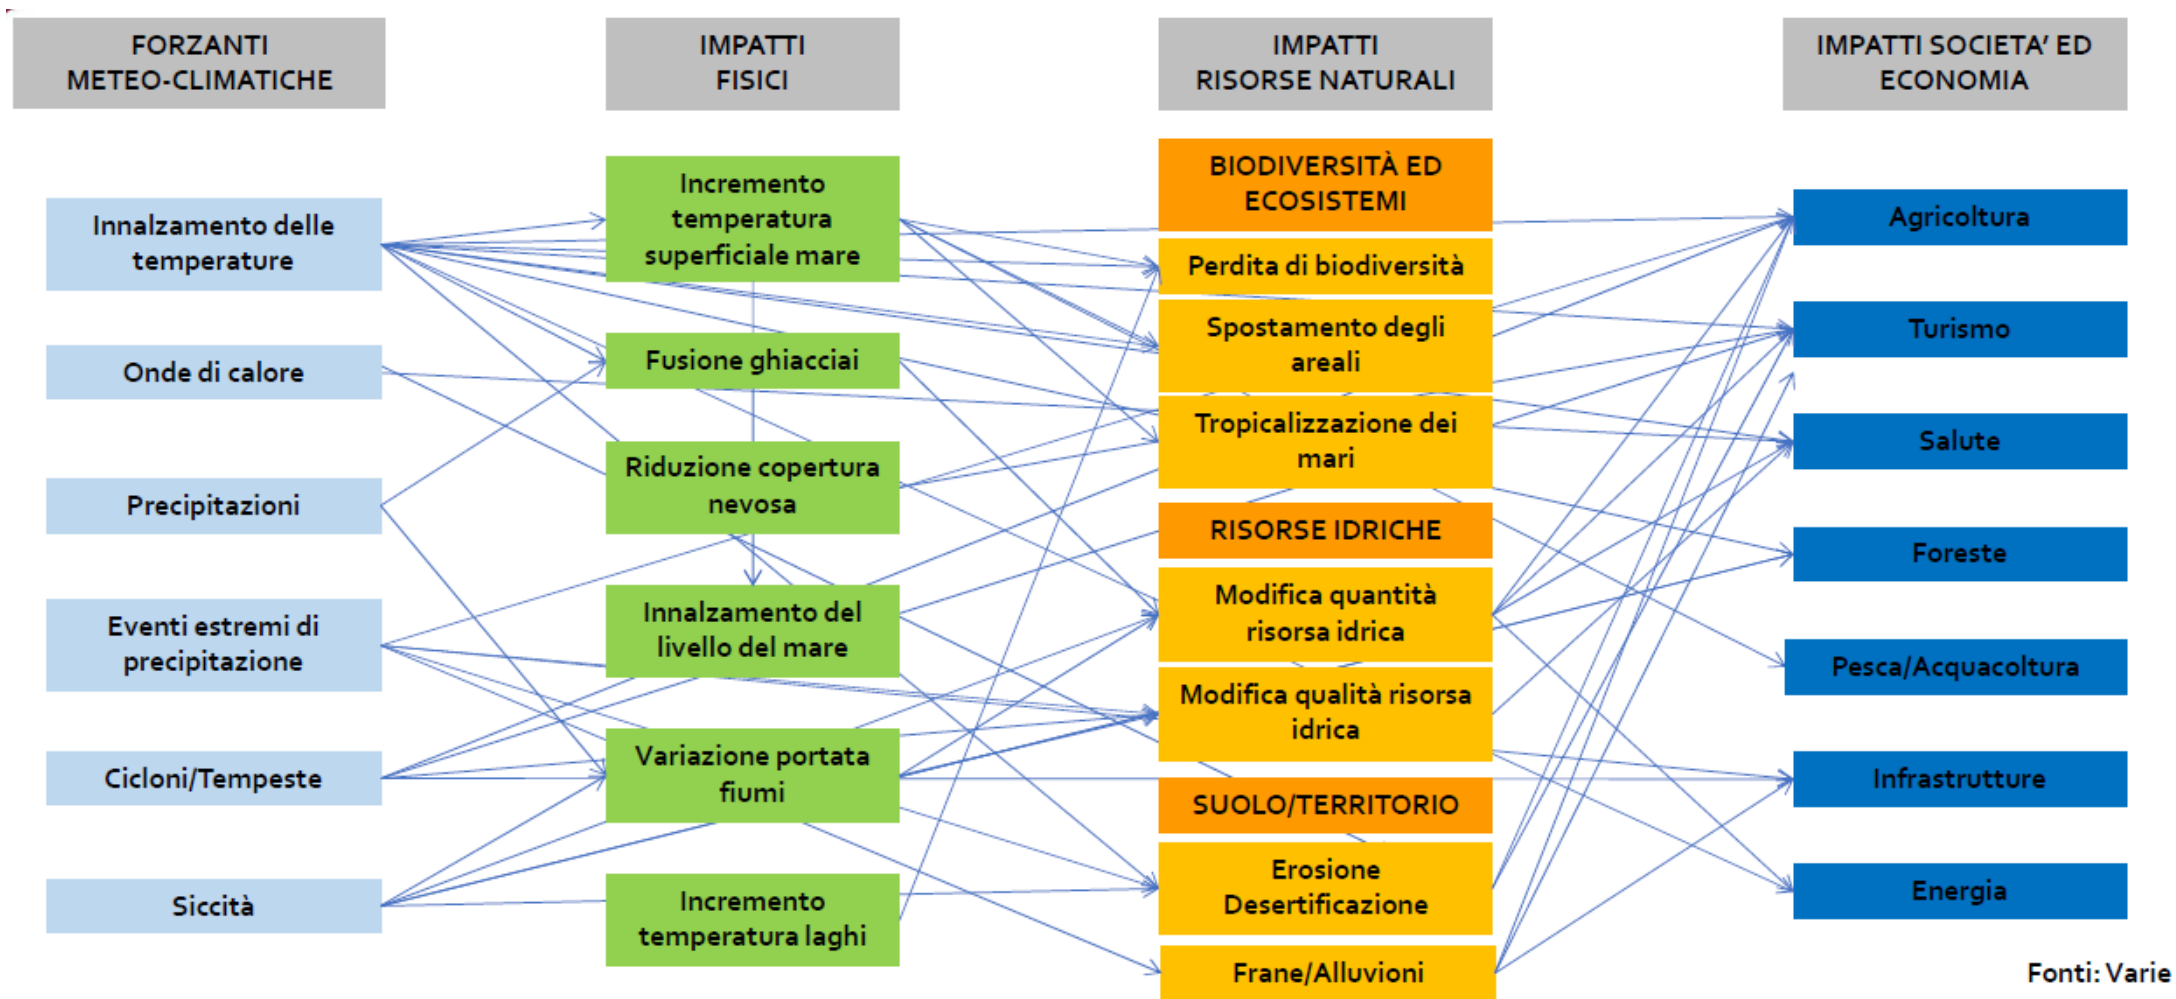 FORZANTI
METEO-CLIMATICHE
IMPATTI
FISICI
IMPATTI
RISORSE NATURALI
IMPATTI SOCIETA’ ED
ECONOMIA
Innalzamento delle
temperature
Onde di calore
Precipitazioni
Eventi estremi di
precipitazione
Cicloni/Tempeste
Siccità
Incremento
temperatura
superficiale mare
Fusione ghiacciai
Riduzione copertura
nevosa
Innalzamento del
livello del mare
Variazione portata
fiumi
Incremento
temperatura laghi
BIODIVERSITÀ ED
ECOSISTEMI
Perdita di biodiversità
Spostamento degli
areali
Tropicalizzazione dei
mari
RISORSE IDRICHE
Modifica quantità
risorsa idrica
Modifica qualità risorsa
idrica
SUOLO/TERRITORIO
Erosione
Desertificazione
Frane/Alluvioni
Agricoltura
Turismo
Salute
Foreste
Pesca/Acquacoltura
Infrastrutture
Energia
Fonti: Varie